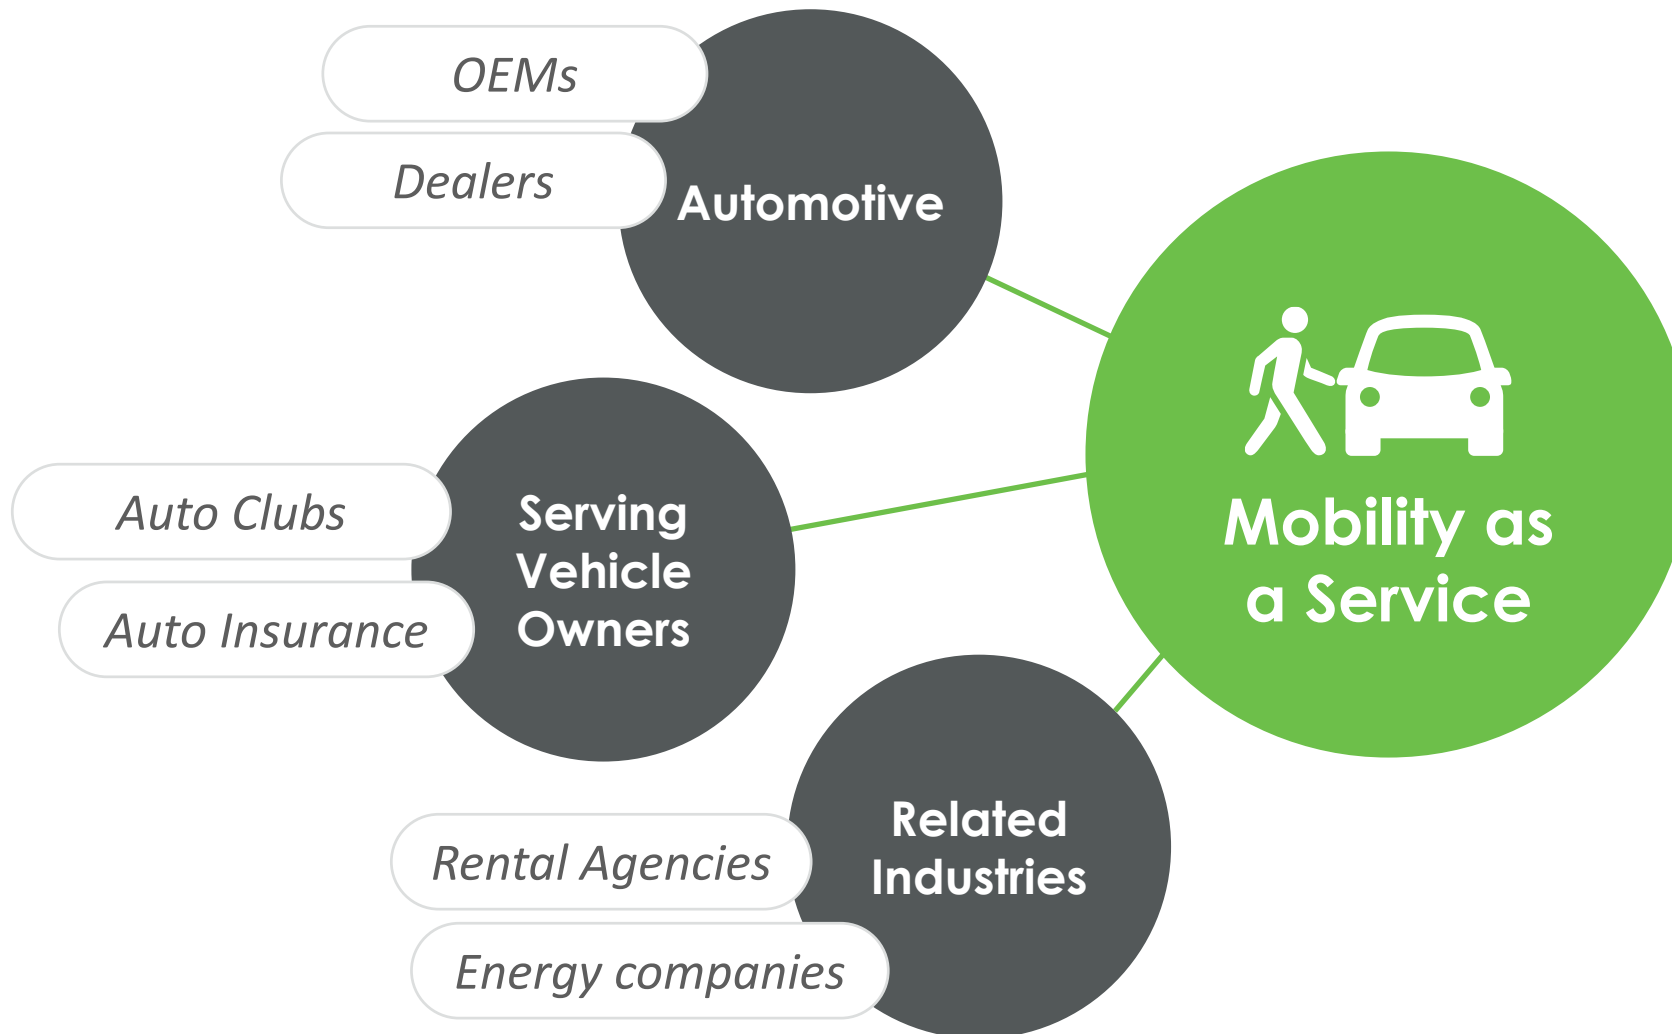 OEMs
Dealers
Automotive
Auto Clubs
Auto Insurance
Serving
Vehicle
Owners
Mobility as
a Service
Rental Agencies
Energy companies
Related
Industries